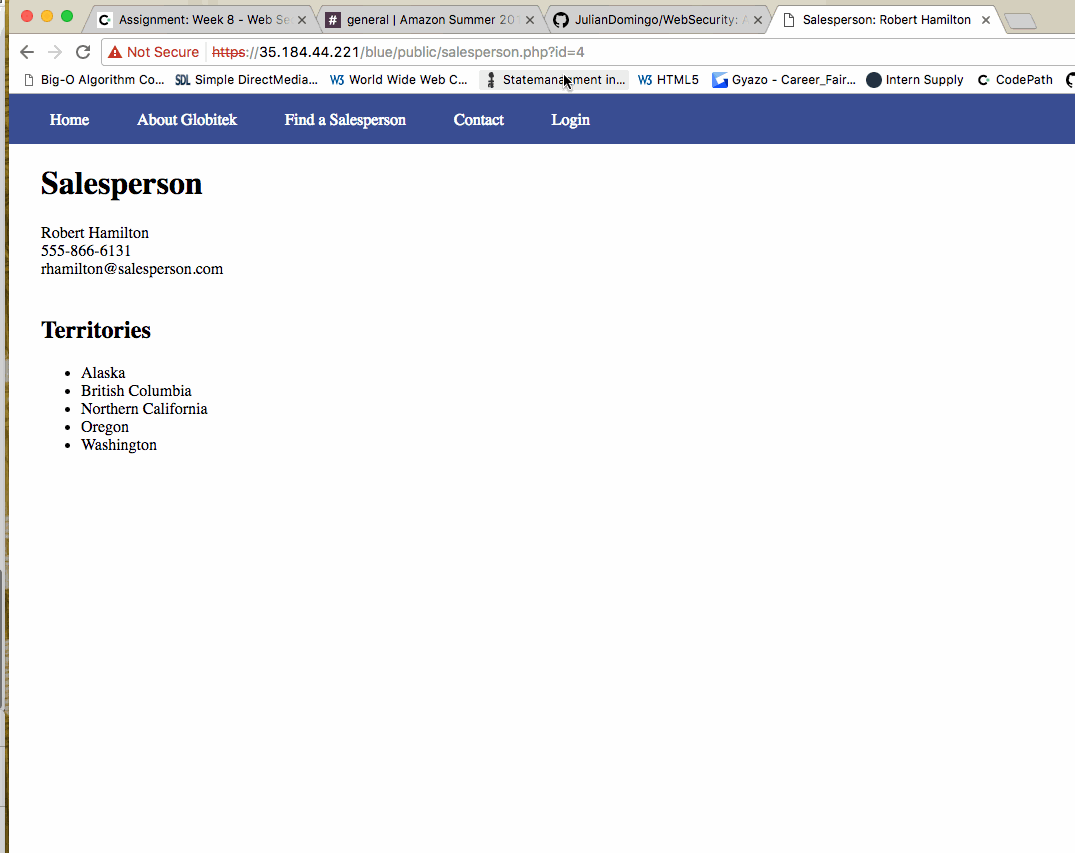 Assignment: Week 8 - Web Se
# general | Amazon Summer 201
JulianDomingo/WebSecurity: A
Salesperson: Robert Hamilton
Not Secure https://35.184.44.221/blue/public/salesperson.php?id=4
Big-O Algorithm Co... SDL Simple DirectMedia... W3 World Wide Web C... Statemanagement in... W3 HTML5 Gyazo - Career_Fair... Intern Supply C CodePath
Home About Globitek Find a Salesperson Contact Login
Salesperson
Robert Hamilton
555-866-6131
rhamilton@salesperson.com
Territories
• Alaska
• British Columbia
• Northern California
• Oregon
• Washington